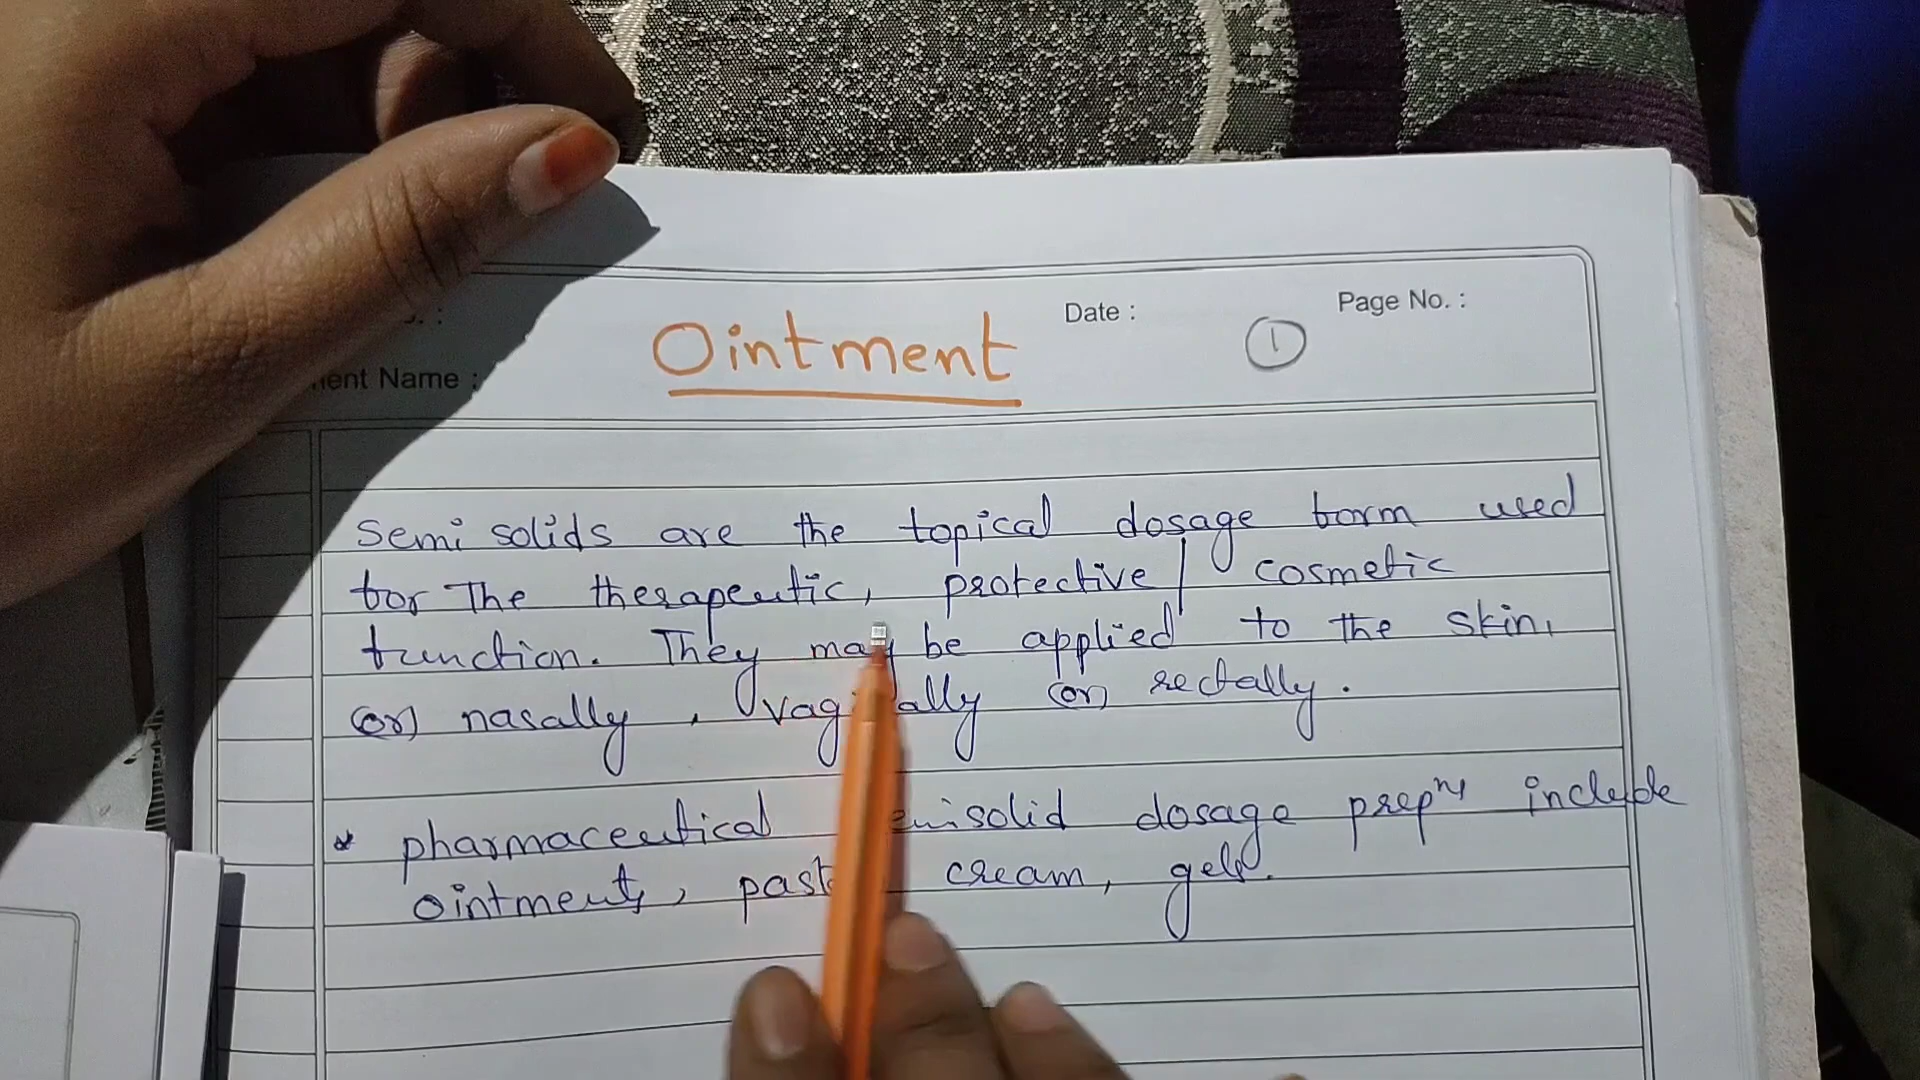 Date :
Page No. :
Ointment
1
Name :
Semi solids are the topical dosage form used
for The therapeutic, protective / cosmetic
function. They may be applied to the skin,
(or) nasally, vaginally (or) rectally.
* pharmaceutical semisolid dosage prepns include
ointments, paste, cream, gels.